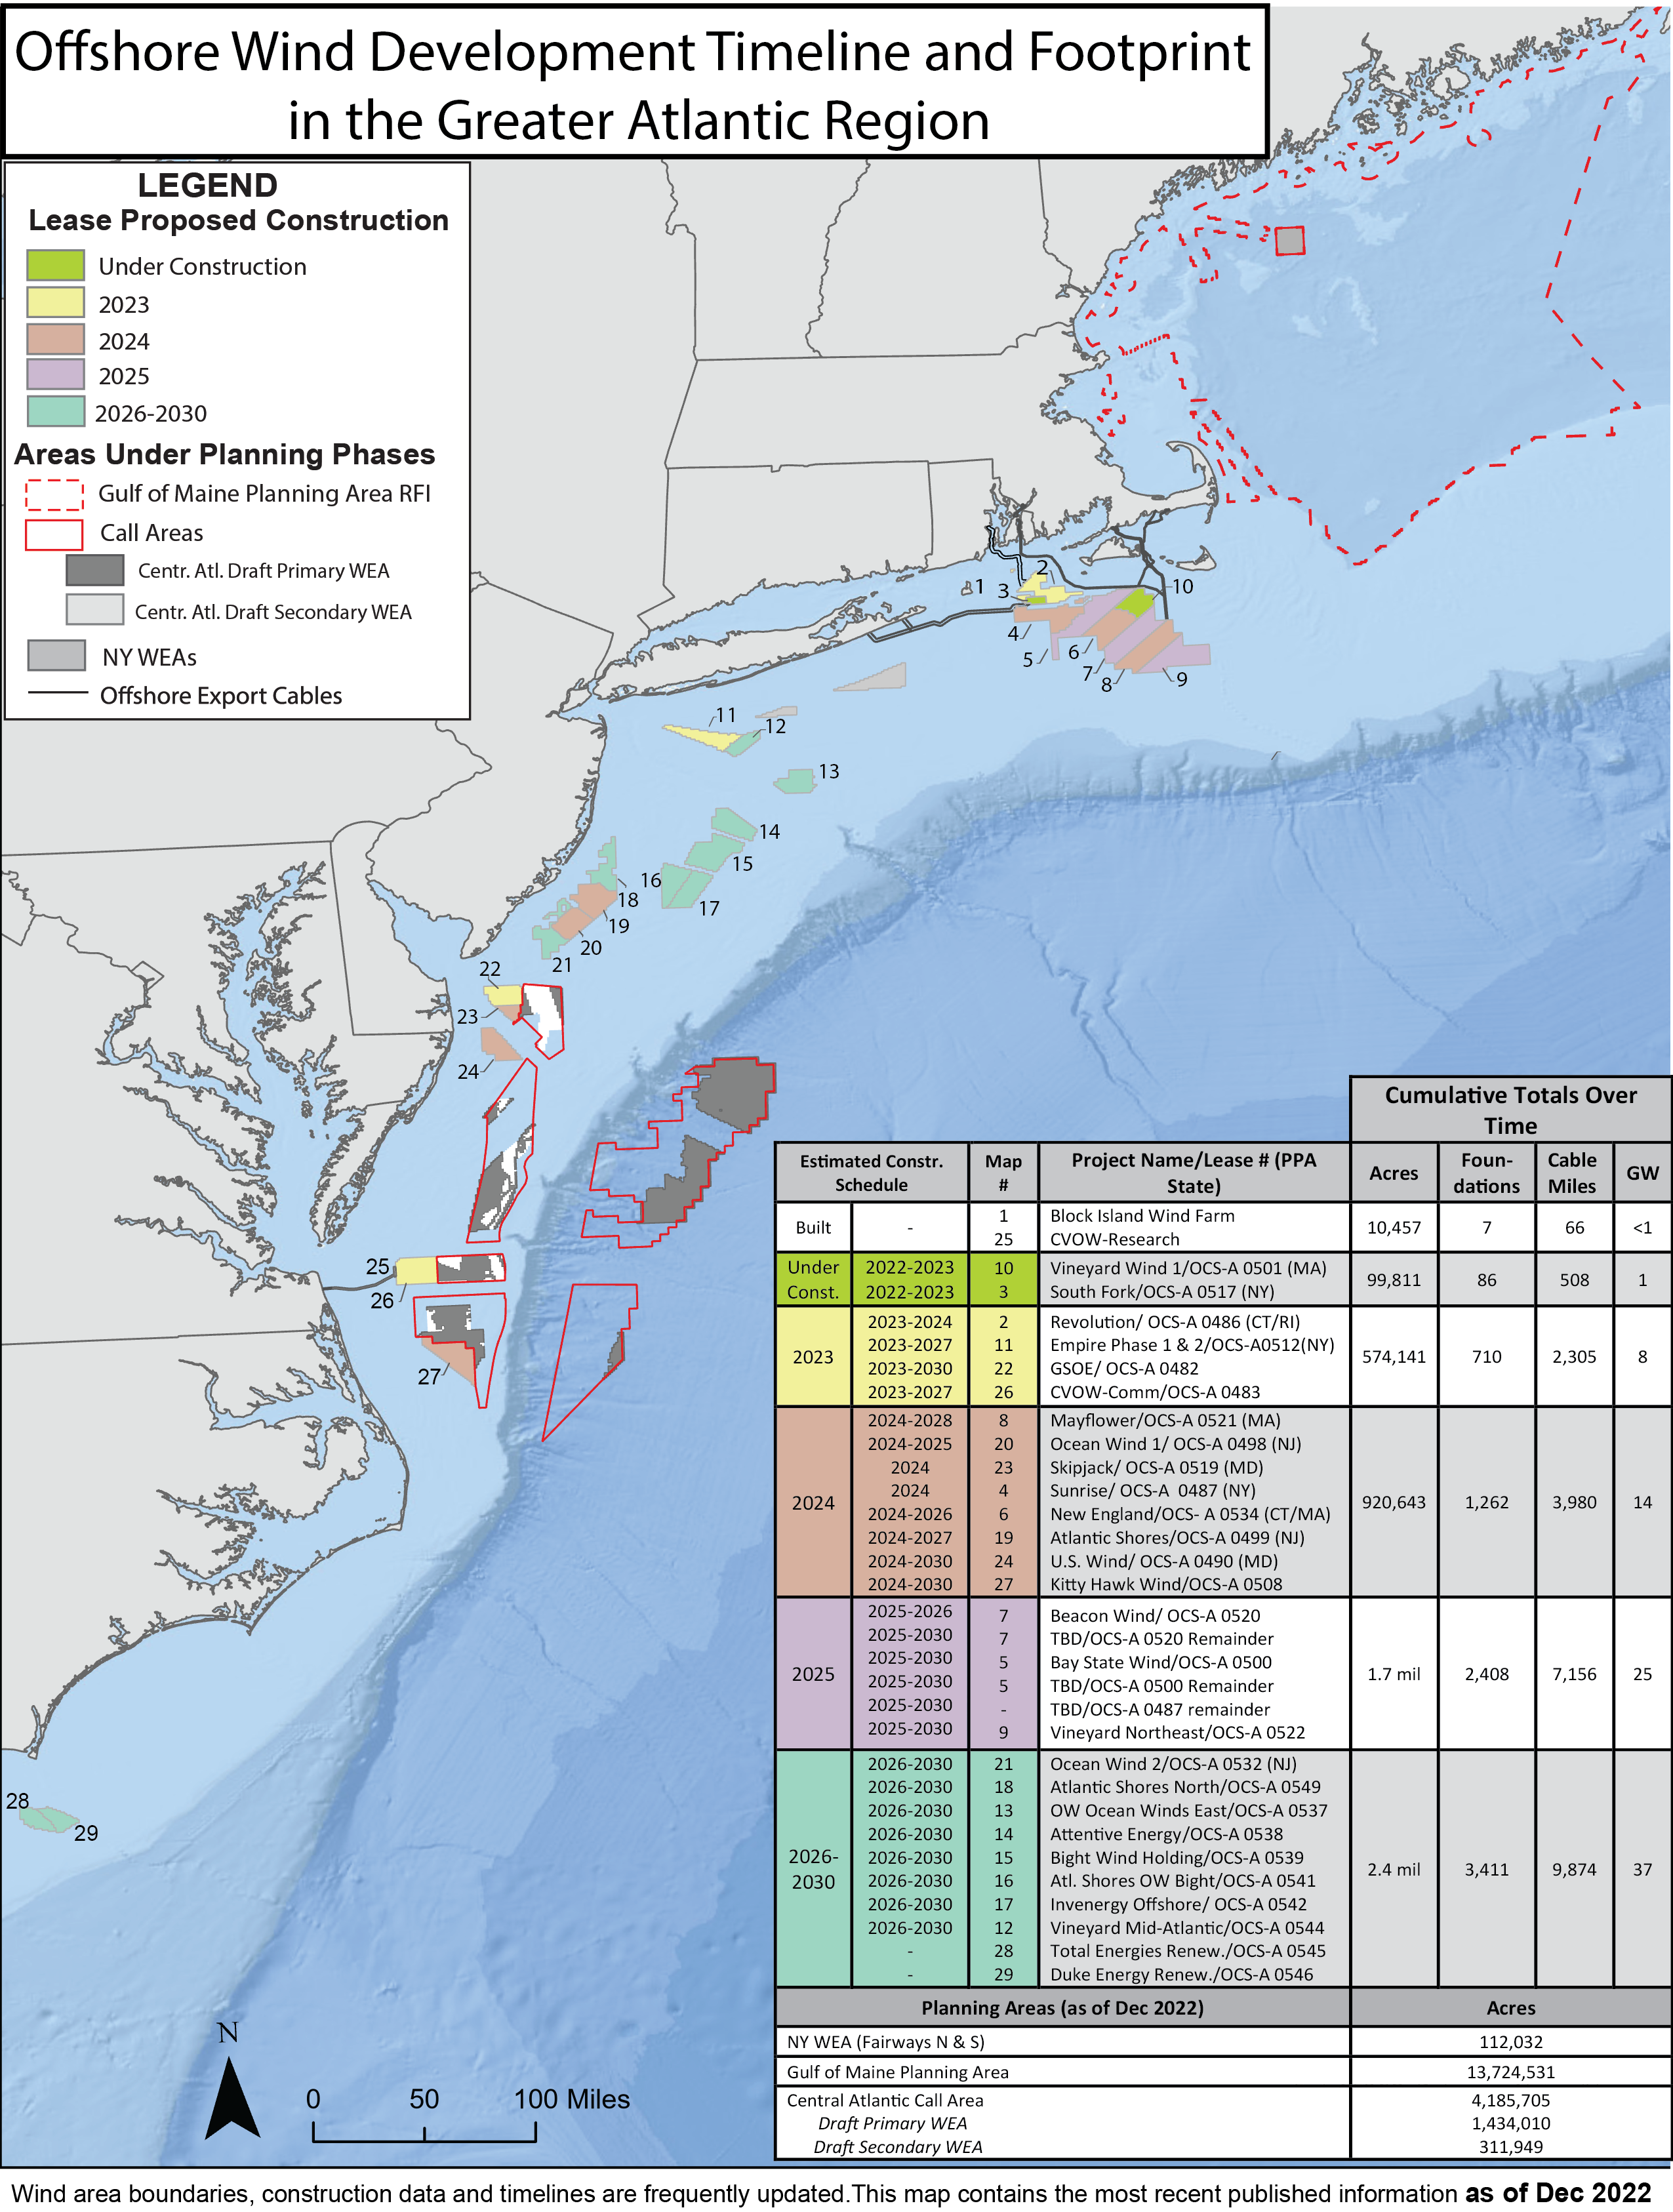 Offshore Wind Development Timeline and Footprint
in the Greater Atlantic Region
LEGEND
Lease Proposed Construction
Under Construction
2023
2024
2025
2026-2030
Areas Under Planning Phases
Gulf of Maine Planning Area RFI
Call Areas
Centr. Atl. Draft Primary WEA
Centr. Atl. Draft Secondary WEA
NY WEAs
Offshore Export Cables
1
2
3
4
5
6
7
8
9
10
11
12
13
14
15
16
17
18
19
20
21
22
23
24
25
26
27
28
29
N
0 50 100 Miles
Cumulative Totals Over
Time
Estimated Constr.
Schedule
Map
#
Project Name/Lease # (PPA
State)
Acres
Foun-
dations
Cable
Miles
GW
Built
- 1 Block Island Wind Farm
25 CVOW-Research
10,457 7 66 <1
Under
Const.
2022-2023 10 Vineyard Wind 1/OCS-A 0501 (MA)
2022-2023 3 South Fork/OCS-A 0517 (NY)
99,811 86 508 1
2023
2023-2024 2 Revolution/ OCS-A 0486 (CT/RI)
2023-2027 11 Empire Phase 1 & 2/OCS-A0512(NY)
2023-2030 22 GSOE/ OCS-A 0482
2023-2027 26 CVOW-Comm/OCS-A 0483
574,141 710 2,305 8
2024
2024-2028 8 Mayflower/OCS-A 0521 (MA)
2024-2025 20 Ocean Wind 1/ OCS-A 0498 (NJ)
2024 23 Skipjack/ OCS-A 0519 (MD)
2024 4 Sunrise/ OCS-A 0487 (NY)
2024-2026 6 New England/OCS- A 0534 (CT/MA)
2024-2027 19 Atlantic Shores/OCS-A 0499 (NJ)
2024-2030 24 U.S. Wind/ OCS-A 0490 (MD)
2024-2030 27 Kitty Hawk Wind/OCS-A 0508
920,643 1,262 3,980 14
2025
2025-2026 7 Beacon Wind/ OCS-A 0520
2025-2030 7 TBD/OCS-A 0520 Remainder
2025-2030 5 Bay State Wind/OCS-A 0500
2025-2030 5 TBD/OCS-A 0500 Remainder
2025-2030 - TBD/OCS-A 0487 remainder
2025-2030 9 Vineyard Northeast/OCS-A 0522
1.7 mil 2,408 7,156 25
2026-
2030
2026-2030 21 Ocean Wind 2/OCS-A 0532 (NJ)
2026-2030 18 Atlantic Shores North/OCS-A 0549
2026-2030 13 OW Ocean Winds East/OCS-A 0537
2026-2030 14 Attentive Energy/OCS-A 0538
2026-2030 15 Bight Wind Holding/OCS-A 0539
2026-2030 16 Atl. Shores OW Bight/OCS-A 0541
2026-2030 17 Invenergy Offshore/ OCS-A 0542
2026-2030 12 Vineyard Mid-Atlantic/OCS-A 0544
- 28 Total Energies Renew./OCS-A 0545
- 29 Duke Energy Renew./OCS-A 0546
2.4 mil 3,411 9,874 37
Planning Areas (as of Dec 2022) Acres
NY WEA (Fairways N & S) 112,032
Gulf of Maine Planning Area 13,724,531
Central Atlantic Call Area 4,185,705
Draft Primary WEA 1,434,010
Draft Secondary WEA 311,949
Wind area boundaries, construction data and timelines are frequently updated.This map contains the most recent published information as of Dec 2022